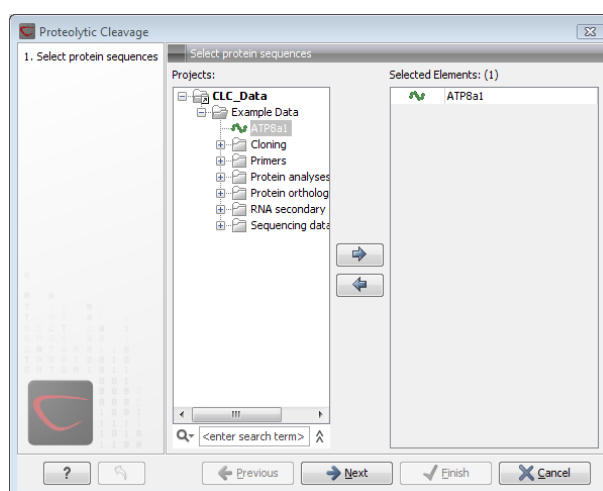 Proteolytic Cleavage
1. Select protein sequences
Select protein sequences
Projects:
CLC_Data
Example Data
ATP8a1
Cloning
Primers
Protein analyses
Protein ortholog
RNA secondary
Sequencing data
<enter search term>
Selected Elements: (1)
ATP8a1
?
Previous
Next
Finish
Cancel